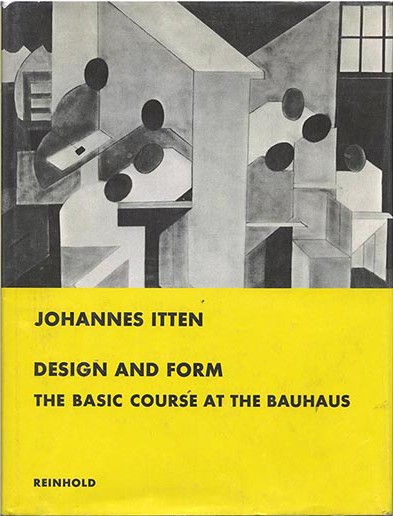 JOHANNES ITTEN
DESIGN AND FORM
THE BASIC COURSE AT THE BAUHAUS
REINHOLD